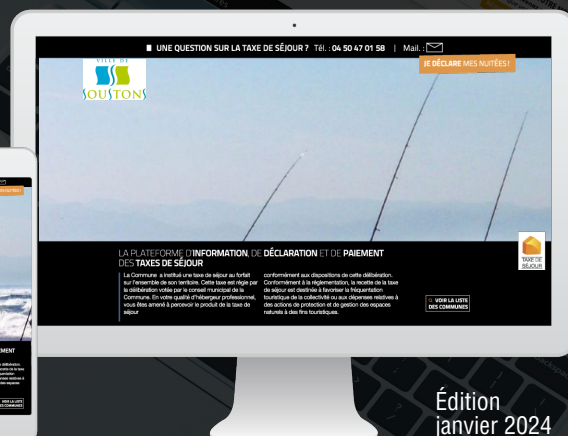 UNE QUESTION SUR LA TAXE DE SÉJOUR ? Tél. : 04 50 47 01 58 | Mail. :
JE DÉCLARE MES NUITÉES !
VILLE DE
SOUSTONS
LA PLATEFORME D'INFORMATION, DE DÉCLARATION ET DE PAIEMENT
DES TAXES DE SÉJOUR
La Commune a institué une taxe de séjour au forfait
sur l'ensemble de son territoire. Cette taxe est régie par
la délibération votée par le conseil municipal de la
Commune. En votre qualité d'hébergeur professionnel,
vous êtes amené à percevoir le produit de la taxe de
séjour
conformément aux dispositions de cette délibération.
Conformément à la réglementation, la recette de la taxe
de séjour est destinée à favoriser la fréquentation
touristique de la collectivité ou aux dépenses relatives à
des actions de protection et de gestion des espaces
naturels à des fins touristiques.
TAXE DE
SÉJOUR
VOIR LA LISTE
DES COMMUNES
VOIR LA LISTE
DES COMMUNES
Édition
janvier 2024